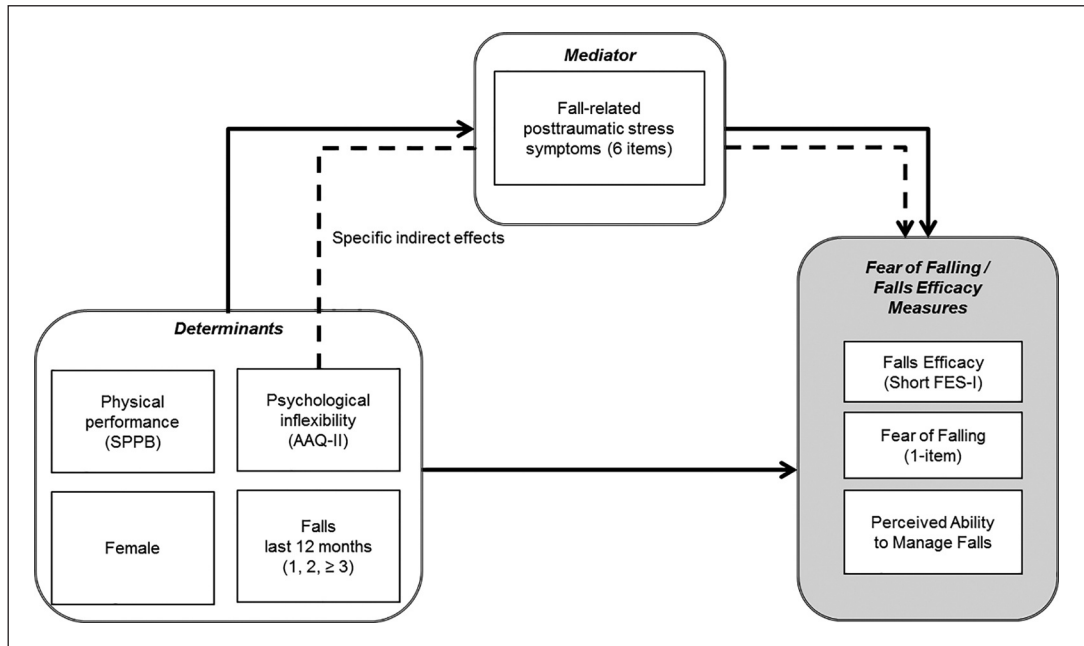 Mediator
Fall-related
posttraumatic stress
symptoms (6 items)
Specific indirect effects
Determinants
Physical
performance
(SPPB)
Psychological
inflexibility
(AAQ-II)
Female
Falls
last 12 months
(1, 2, ≥ 3)
Fear of Falling /
Falls Efficacy
Measures
Falls Efficacy
(Short FES-I)
Fear of Falling
(1-item)
Perceived Ability
to Manage Falls